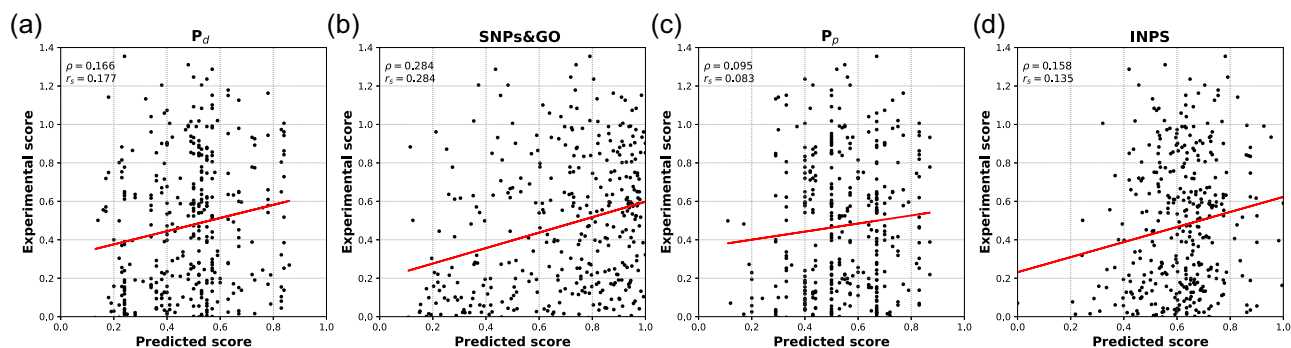 (a)
P_d
ρ = 0.166
r_s = 0.177
Experimental score
1.4
1.2
1.0
0.8
0.6
0.4
0.2
0.0
0.0 0.2 0.4 0.6 0.8 1.0
Predicted score
(b)
SNPs&GO
ρ = 0.284
r_s = 0.284
Experimental score
1.4
1.2
1.0
0.8
0.6
0.4
0.2
0.0
0.0 0.2 0.4 0.6 0.8 1.0
Predicted score
(c)
P_p
ρ = 0.095
r_s = 0.083
Experimental score
1.4
1.2
1.0
0.8
0.6
0.4
0.2
0.0
0.0 0.2 0.4 0.6 0.8 1.0
Predicted score
(d)
INPS
ρ = 0.158
r_s = 0.135
Experimental score
1.4
1.2
1.0
0.8
0.6
0.4
0.2
0.0
0.0 0.2 0.4 0.6 0.8 1.0
Predicted score